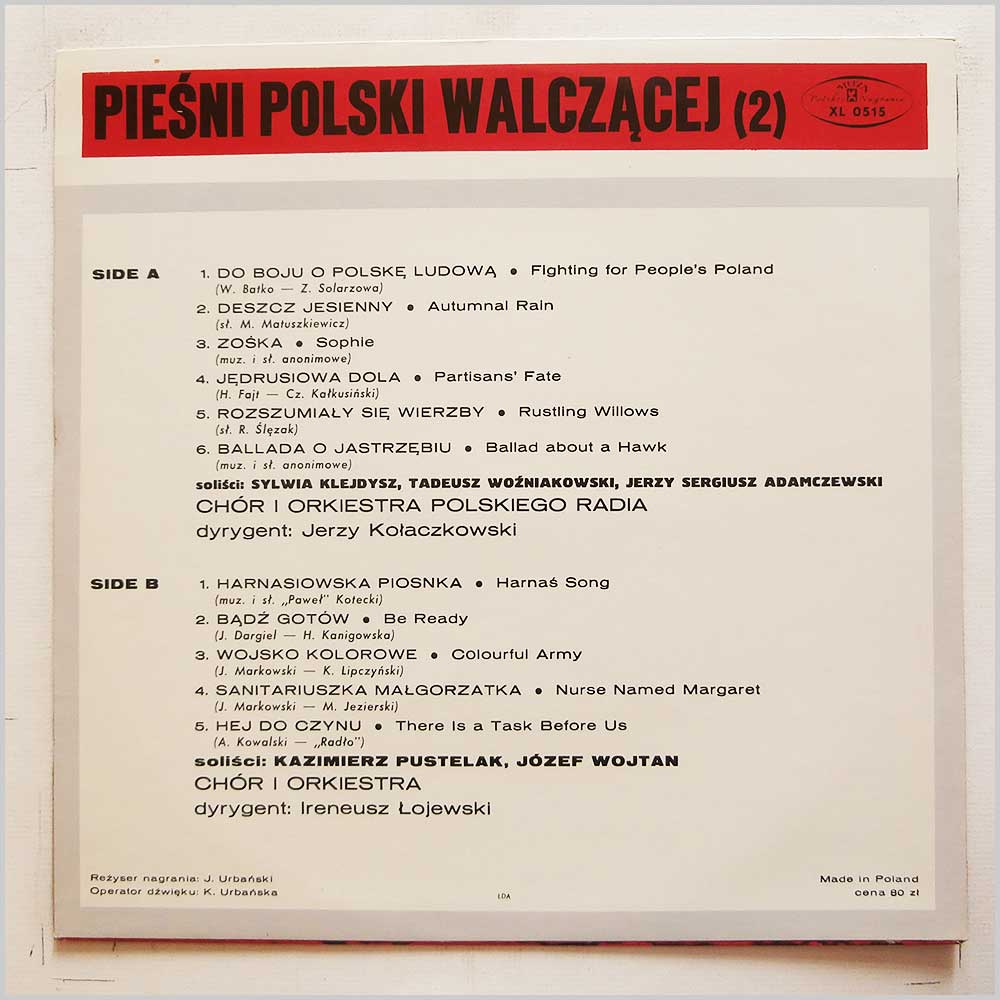 PIEŚNI POLSKI WALCZĄCEJ (2)
MUZA
Polskie Nagrania
XL 0515
SIDE A
1. DO BOJU O POLSKĘ LUDOWĄ • Fighting for People's Poland
(W. Batko — Z. Solarzowa)
2. DESZCZ JESIENNY • Autumnal Rain
(sł. M. Matuszkiewicz)
3. ZOŚKA • Sophie
(muz. i sł. anonimowe)
4. JĘDRUSIOWA DOLA • Partisans' Fate
(H. Fajt — Cz. Kałkusiński)
5. ROZSZUMIAŁY SIĘ WIERZBY • Rustling Willows
(sł. R. Ślęzak)
6. BALLADA O JASTRZĘBIU • Ballad about a Hawk
(muz. i sł. anonimowe)
soliści: SYLWIA KLEJDYSZ, TADEUSZ WOŹNIAKOWSKI, JERZY SERGIUSZ ADAMCZEWSKI
CHÓR I ORKIESTRA POLSKIEGO RADIA
dyrygent: Jerzy Kołaczkowski
SIDE B
1. HARNASIOWSKA PIOSNKA • Harnaś Song
(muz. i sł. „Paweł" Kotecki)
2. BĄDŹ GOTÓW • Be Ready
(J. Dargiel — H. Kanigowska)
3. WOJSKO KOLOROWE • Colourful Army
(J. Markowski — K. Lipczyński)
4. SANITARIUSZKA MAŁGORZATKA • Nurse Named Margaret
(J. Markowski — M. Jezierski)
5. HEJ DO CZYNU • There Is a Task Before Us
(A. Kowalski — „Radło")
soliści: KAZIMIERZ PUSTELAK, JÓZEF WOJTAN
CHÓR I ORKIESTRA
dyrygent: Ireneusz Łojewski
Reżyser nagrania: J. Urbański
Operator dźwięku: K. Urbańska
LDA
Made in Poland
cena 80 zł